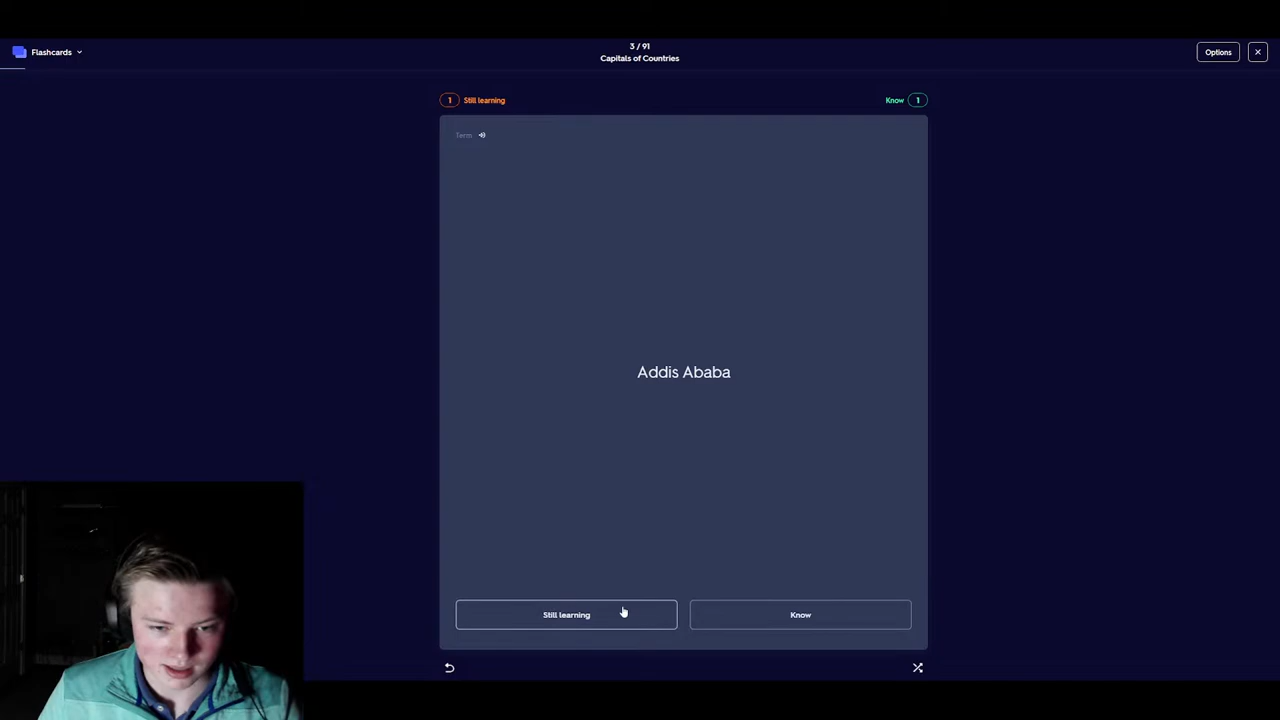 Flashcards
3 / 91
Capitals of Countries
Options
1 Still learning
Know 1
Term
Addis Ababa
Still learning
Know